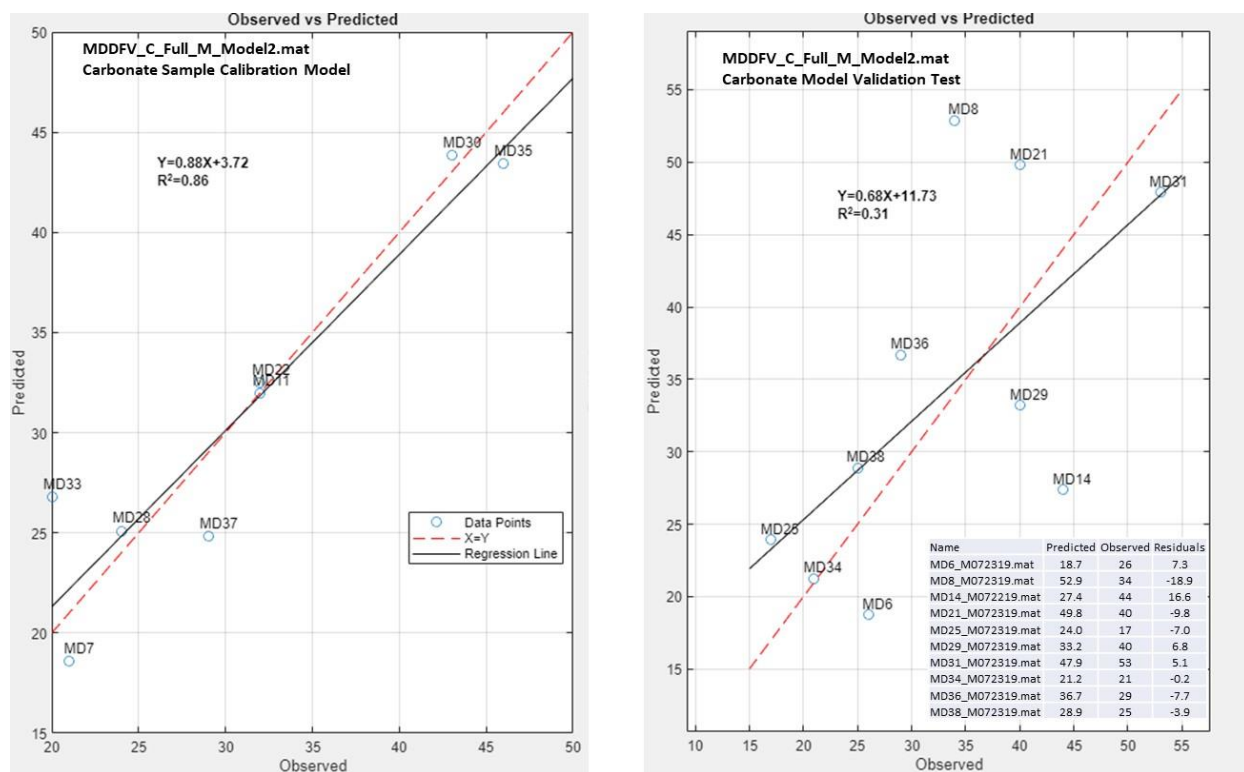 Observed vs Predicted
MDDFV_C_Full_M_Model2.mat
Carbonate Sample Calibration Model
Y=0.88X+3.72
R²=0.86
MD30
MD35
MD22
MD11
MD33
MD28
MD37
MD7
Data Points
X=Y
Regression Line
50
45
40
35
30
25
20
15
Predicted
20 25 30 35 40 45 50
Observed
Observed vs Predicted
MDDFV_C_Full_M_Model2.mat
Carbonate Model Validation Test
Y=0.68X+11.73
R²=0.31
MD8
MD21
MD31
MD36
MD29
MD38
MD14
MD25
MD34
MD6
55
50
45
40
35
30
25
20
15
Predicted
10 15 20 25 30 35 40 45 50 55
Observed
Name Predicted Observed Residuals
MD6_M072319.mat 18.7 26 7.3
MD8_M072319.mat 52.9 34 -18.9
MD14_M072219.mat 27.4 44 16.6
MD21_M072319.mat 49.8 40 -9.8
MD25_M072319.mat 24.0 17 -7.0
MD29_M072319.mat 33.2 40 6.8
MD31_M072319.mat 47.9 53 5.1
MD34_M072319.mat 21.2 21 -0.2
MD36_M072319.mat 36.7 29 -7.7
MD38_M072319.mat 28.9 25 -3.9